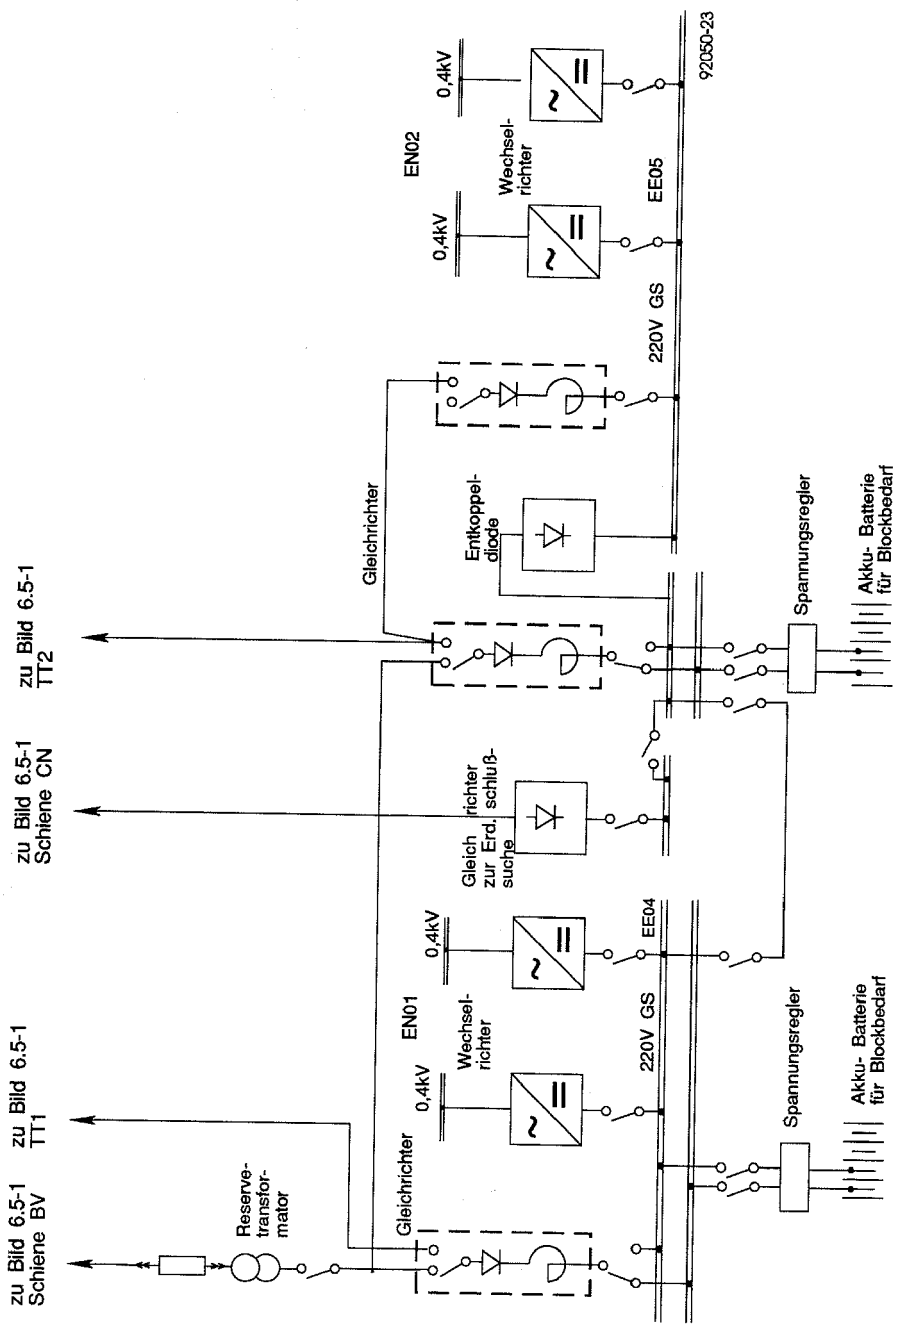 zu Bild 6.5-1
Schiene BV
zu Bild 6.5-1
TT1
zu Bild 6.5-1
Schiene CN
zu Bild 6.5-1
TT2
Reserve-
transfor-
mator
Gleichrichter
Gleichrichter
EN01
EN02
0,4kV
0,4kV
0,4kV
0,4kV
Wechsel-
richter
Gleich richter
zur Erd. schluß-
suche
Entkoppel-
diode
Wechsel-
richter
220V GS
EE04
220V GS
EE05
92050-23
Spannungsregler
Spannungsregler
Akku- Batterie
für Blockbedarf
Akku- Batterie
für Blockbedarf